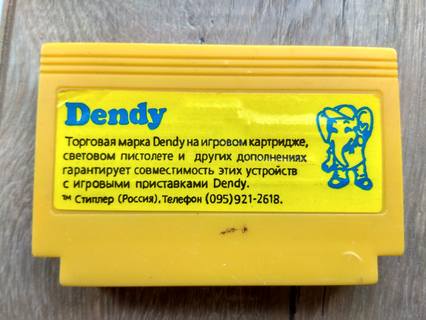 Dendy
Торговая марка Dendy на игровом картридже,
световом пистолете и других дополнениях
гарантирует совместимость этих устройств
с игровыми приставками Dendy.
™ Стиплер (Россия), Телефон (095)921-2618.